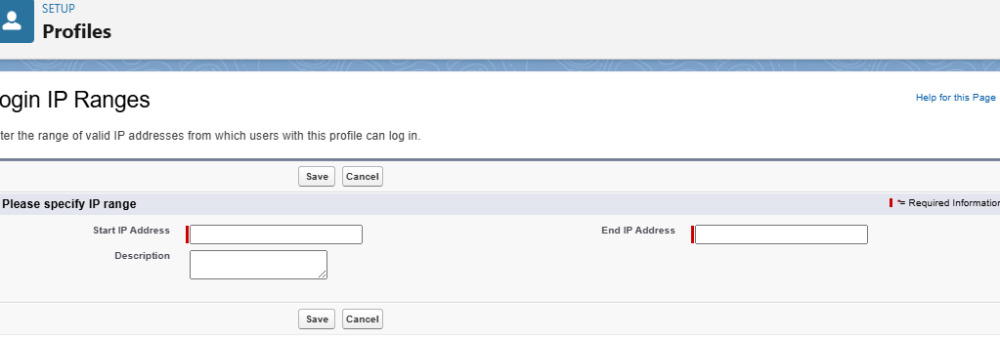 SETUP
Profiles
ogin IP Ranges
Help for this Page
ter the range of valid IP addresses from which users with this profile can log in.
Save Cancel
Please specify IP range
*= Required Information
Start IP Address
End IP Address
Description
Save Cancel